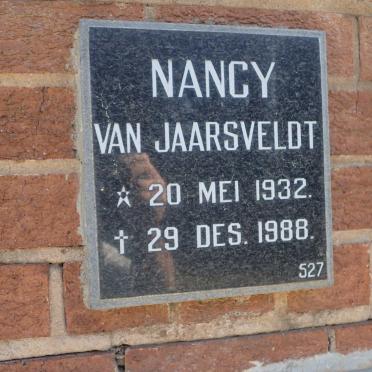 NANCY
VAN JAARSVELDT
☆ 20 MEI 1932.
† 29 DES. 1988.
527